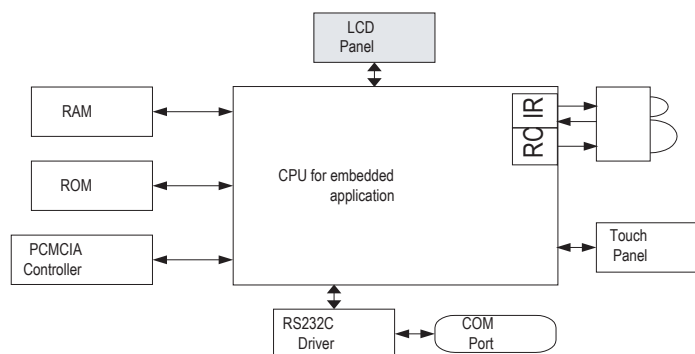 LCD
Panel
RAM
IR
RC
ROM
CPU for embedded
application
PCMCIA
Controller
Touch
Panel
RS232C
Driver
COM
Port